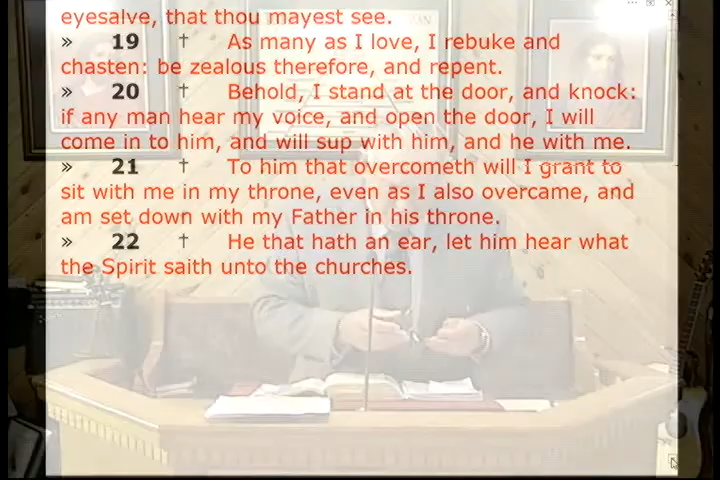 eyesalve, that thou mayest see.
» 19 † As many as I love, I rebuke and
chasten: be zealous therefore, and repent.
» 20 † Behold, I stand at the door, and knock:
if any man hear my voice, and open the door, I will
come in to him, and will sup with him, and he with me.
» 21 † To him that overcometh will I grant to
sit with me in my throne, even as I also overcame, and
am set down with my Father in his throne.
» 22 † He that hath an ear, let him hear what
the Spirit saith unto the churches.